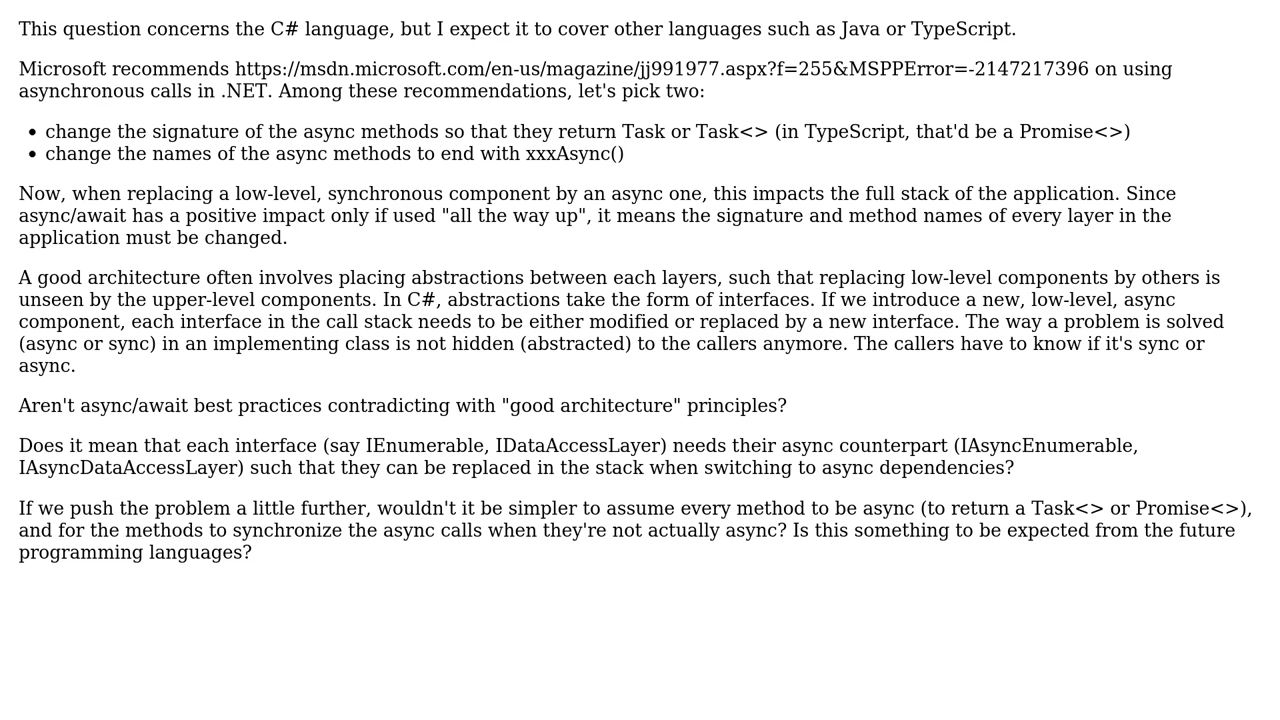 This question concerns the C# language, but I expect it to cover other languages such as Java or TypeScript.
Microsoft recommends https://msdn.microsoft.com/en-us/magazine/jj991977.aspx?f=255&MSPPError=-2147217396 on using
asynchronous calls in .NET. Among these recommendations, let's pick two:
• change the signature of the async methods so that they return Task or Task<> (in TypeScript, that'd be a Promise<>)
• change the names of the async methods to end with xxxAsync()
Now, when replacing a low-level, synchronous component by an async one, this impacts the full stack of the application. Since
async/await has a positive impact only if used "all the way up", it means the signature and method names of every layer in the
application must be changed.
A good architecture often involves placing abstractions between each layers, such that replacing low-level components by others is
unseen by the upper-level components. In C#, abstractions take the form of interfaces. If we introduce a new, low-level, async
component, each interface in the call stack needs to be either modified or replaced by a new interface. The way a problem is solved
(async or sync) in an implementing class is not hidden (abstracted) to the callers anymore. The callers have to know if it's sync or
async.
Aren't async/await best practices contradicting with "good architecture" principles?
Does it mean that each interface (say IEnumerable, IDataAccessLayer) needs their async counterpart (IAsyncEnumerable,
IAsyncDataAccessLayer) such that they can be replaced in the stack when switching to async dependencies?
If we push the problem a little further, wouldn't it be simpler to assume every method to be async (to return a Task<> or Promise<>),
and for the methods to synchronize the async calls when they're not actually async? Is this something to be expected from the future
programming languages?